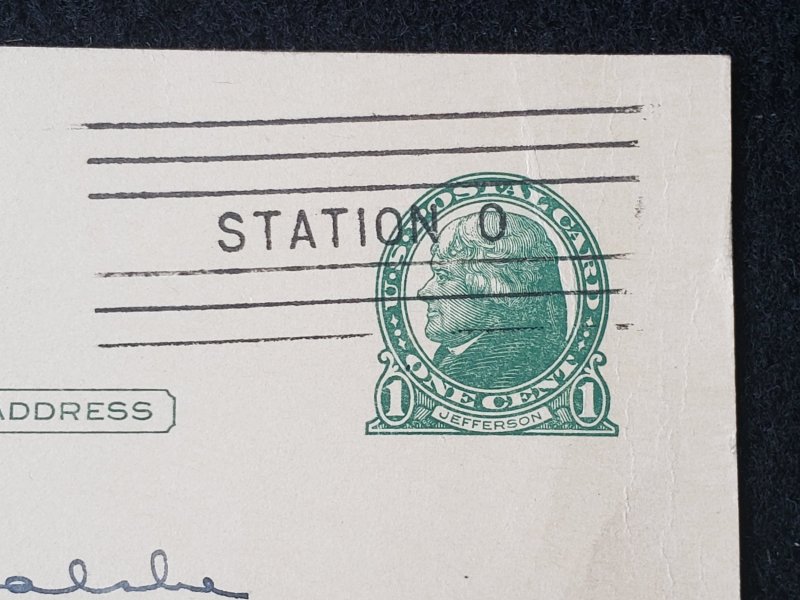 STATION O
U.S. POSTAL CARD
ONE CENT
1 JEFFERSON 1
ADDRESS